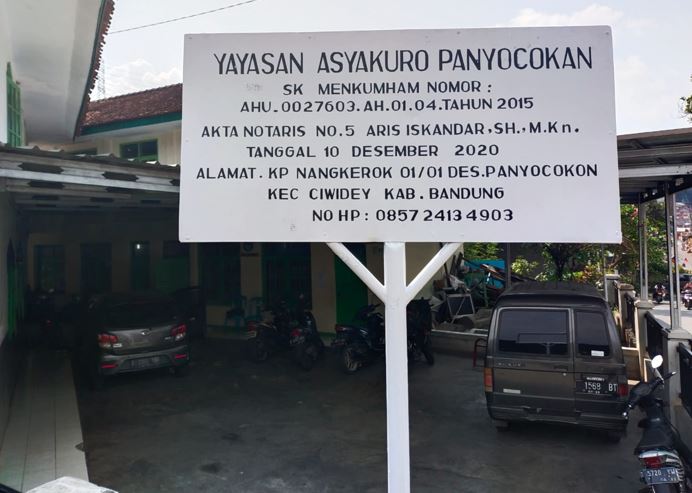 YAYASAN ASYAKURO PANYOCOKAN
SK MENKUMHAM NOMOR :
AHU.0027603.AH.01.04.TAHUN 2015
AKTA NOTARIS NO.5 ARIS ISKANDAR,SH.,M.Kn.
TANGGAL 10 DESEMBER 2020
ALAMAT. KP NANGKEROK 01/01 DES.PANYOCOKON
KEC CIWIDEY KAB. BANDUNG
NO HP : 0857 2413 4903
1568 BT